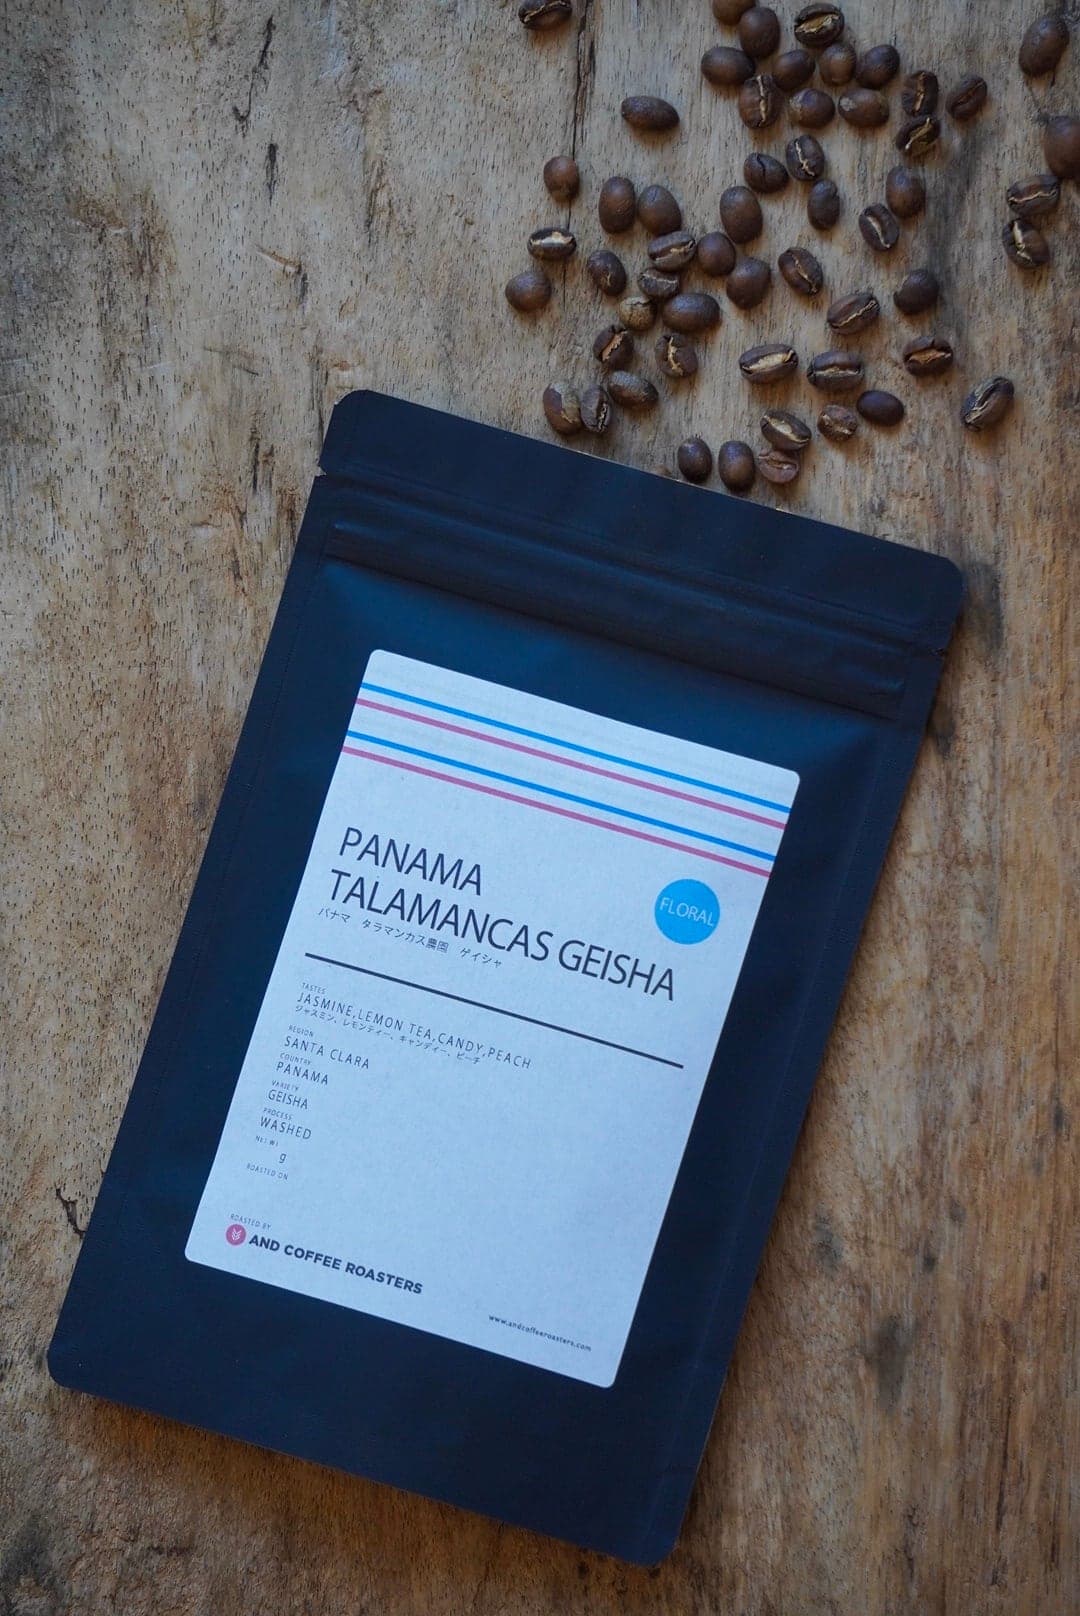 PANAMA
TALAMANCAS GEISHA
パナマ　タラマンカス農園　ゲイシャ
FLORAL
TASTES
JASMINE,LEMON TEA,CANDY,PEACH
ジャスミン、レモンティー、キャンディー、ピーチ
REGION
SANTA CLARA
COUNTRY
PANAMA
VARIETY
GEISHA
PROCESS
WASHED
Nt: Wt
g
ROASTED ON
ROASTED BY
AND COFFEE ROASTERS
www.andcoffeeroasters.com